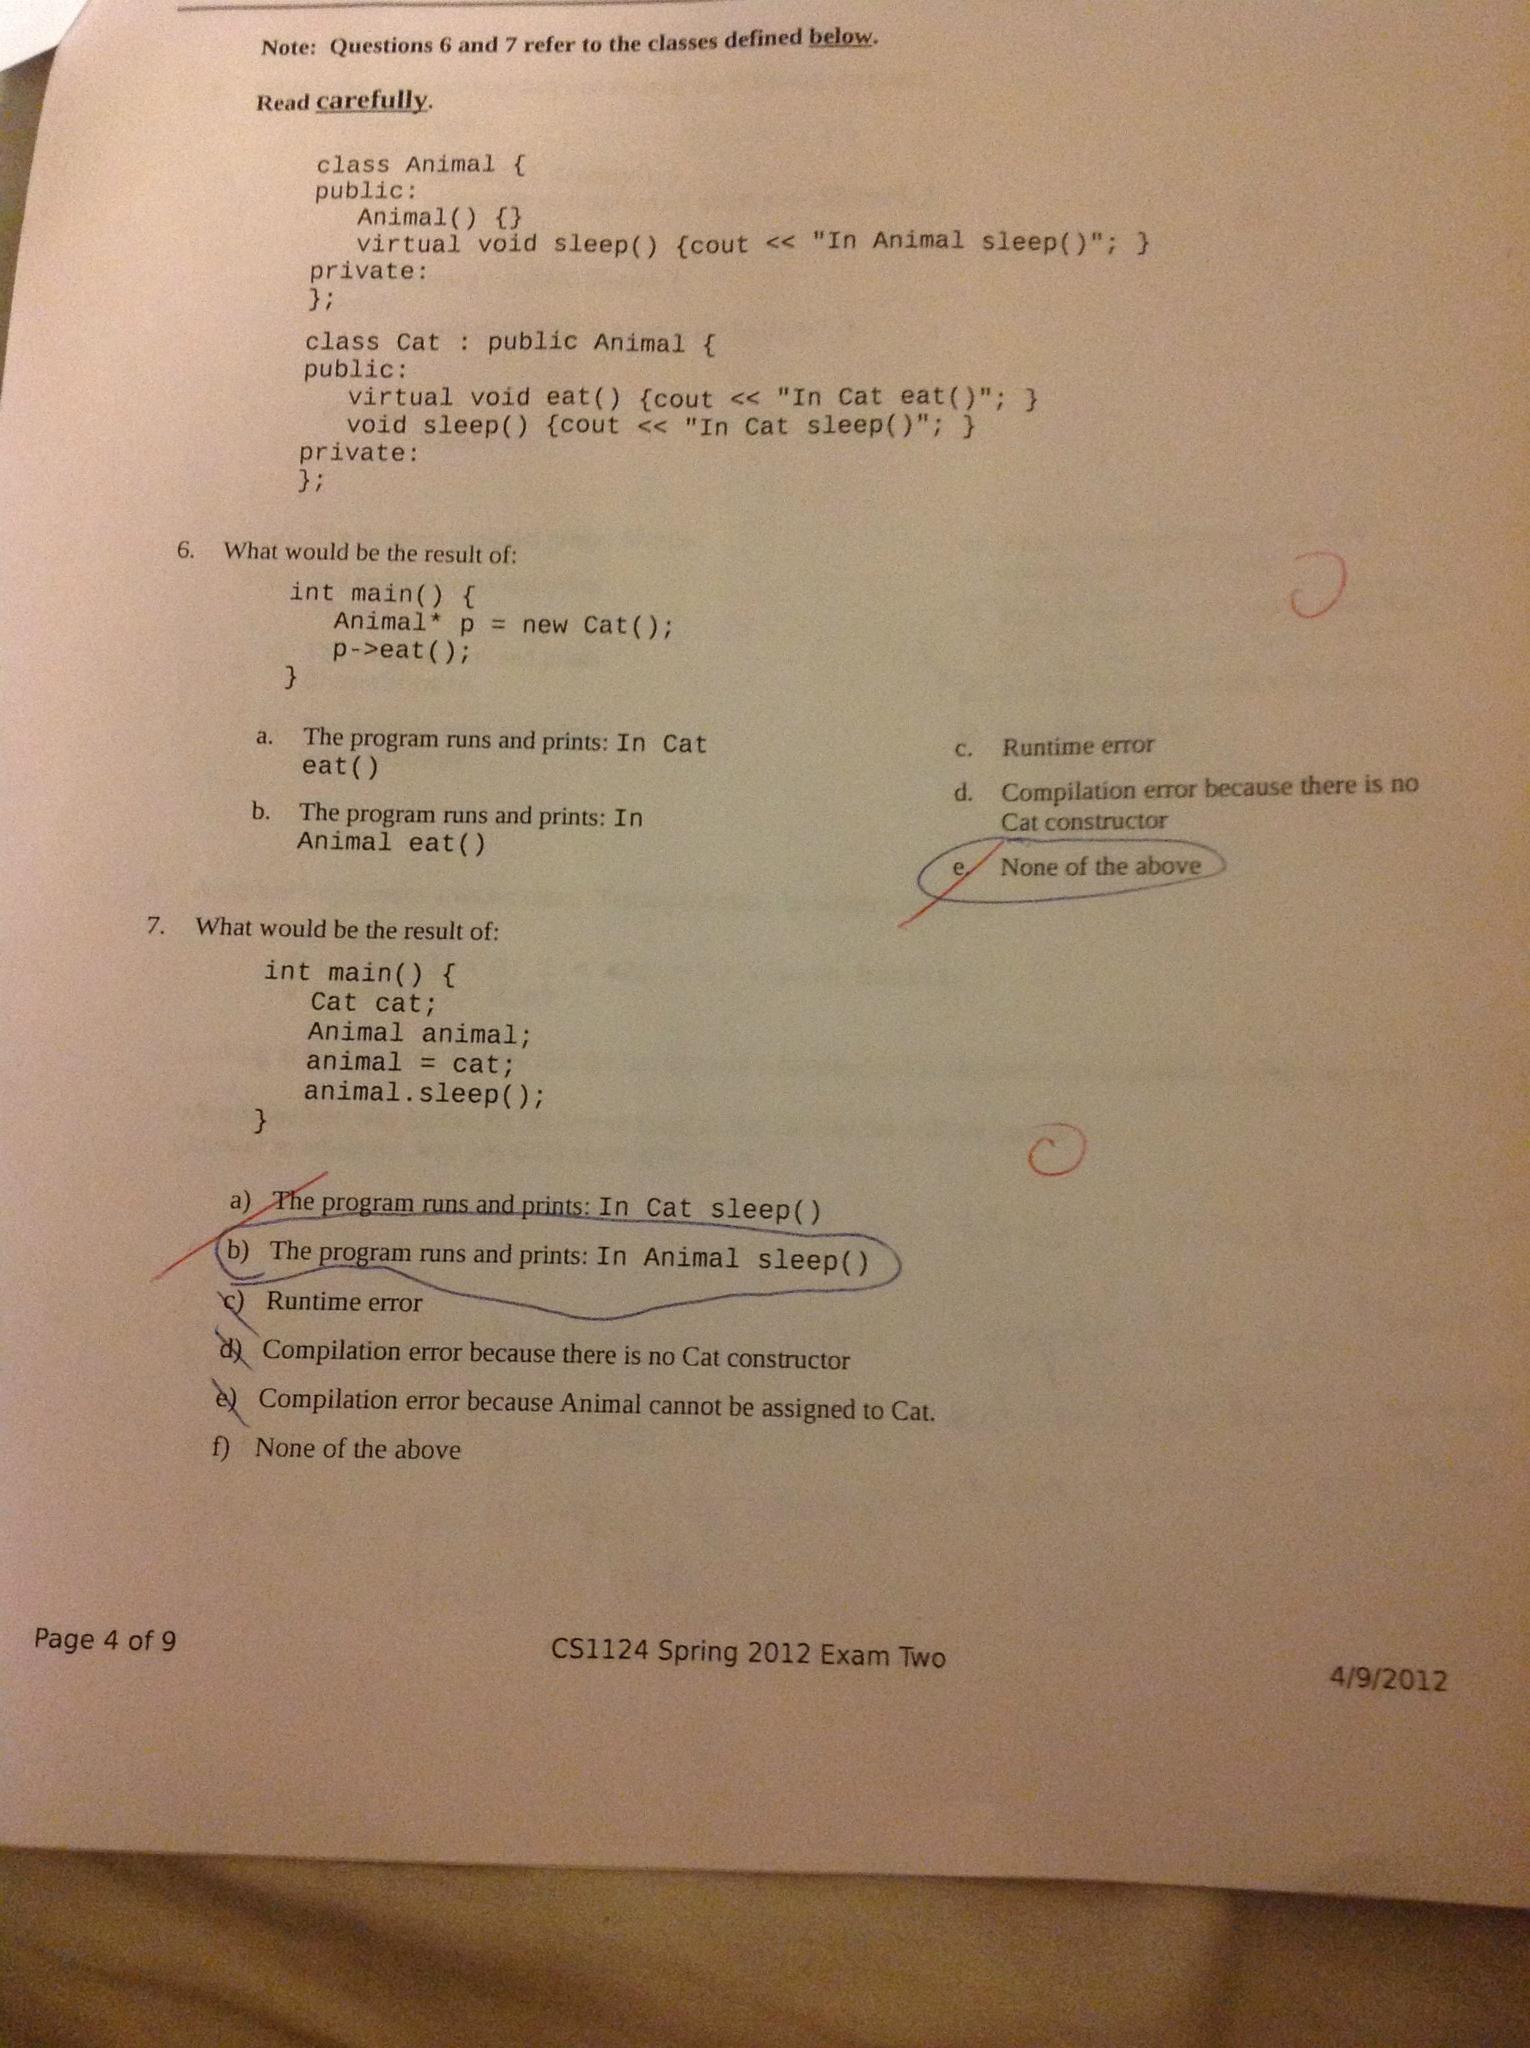 Note: Questions 6 and 7 refer to the classes defined below.
Read carefully.
class Animal {
public:
Animal() {}
virtual void sleep() {cout << "In Animal sleep()"; }
private:
};
class Cat : public Animal {
public:
virtual void eat() {cout << "In Cat eat()"; }
void sleep() {cout << "In Cat sleep()"; }
private:
};
6. What would be the result of:
int main() {
Animal* p = new Cat();
p->eat();
}
a. The program runs and prints: In Cat
eat()
b. The program runs and prints: In
Animal eat()
c. Runtime error
d. Compilation error because there is no
Cat constructor
e. None of the above
7. What would be the result of:
int main() {
Cat cat;
Animal animal;
animal = cat;
animal.sleep();
}
a) The program runs and prints: In Cat sleep()
b) The program runs and prints: In Animal sleep()
c) Runtime error
d) Compilation error because there is no Cat constructor
e) Compilation error because Animal cannot be assigned to Cat.
f) None of the above
Page 4 of 9
CS1124 Spring 2012 Exam Two
4/9/2012